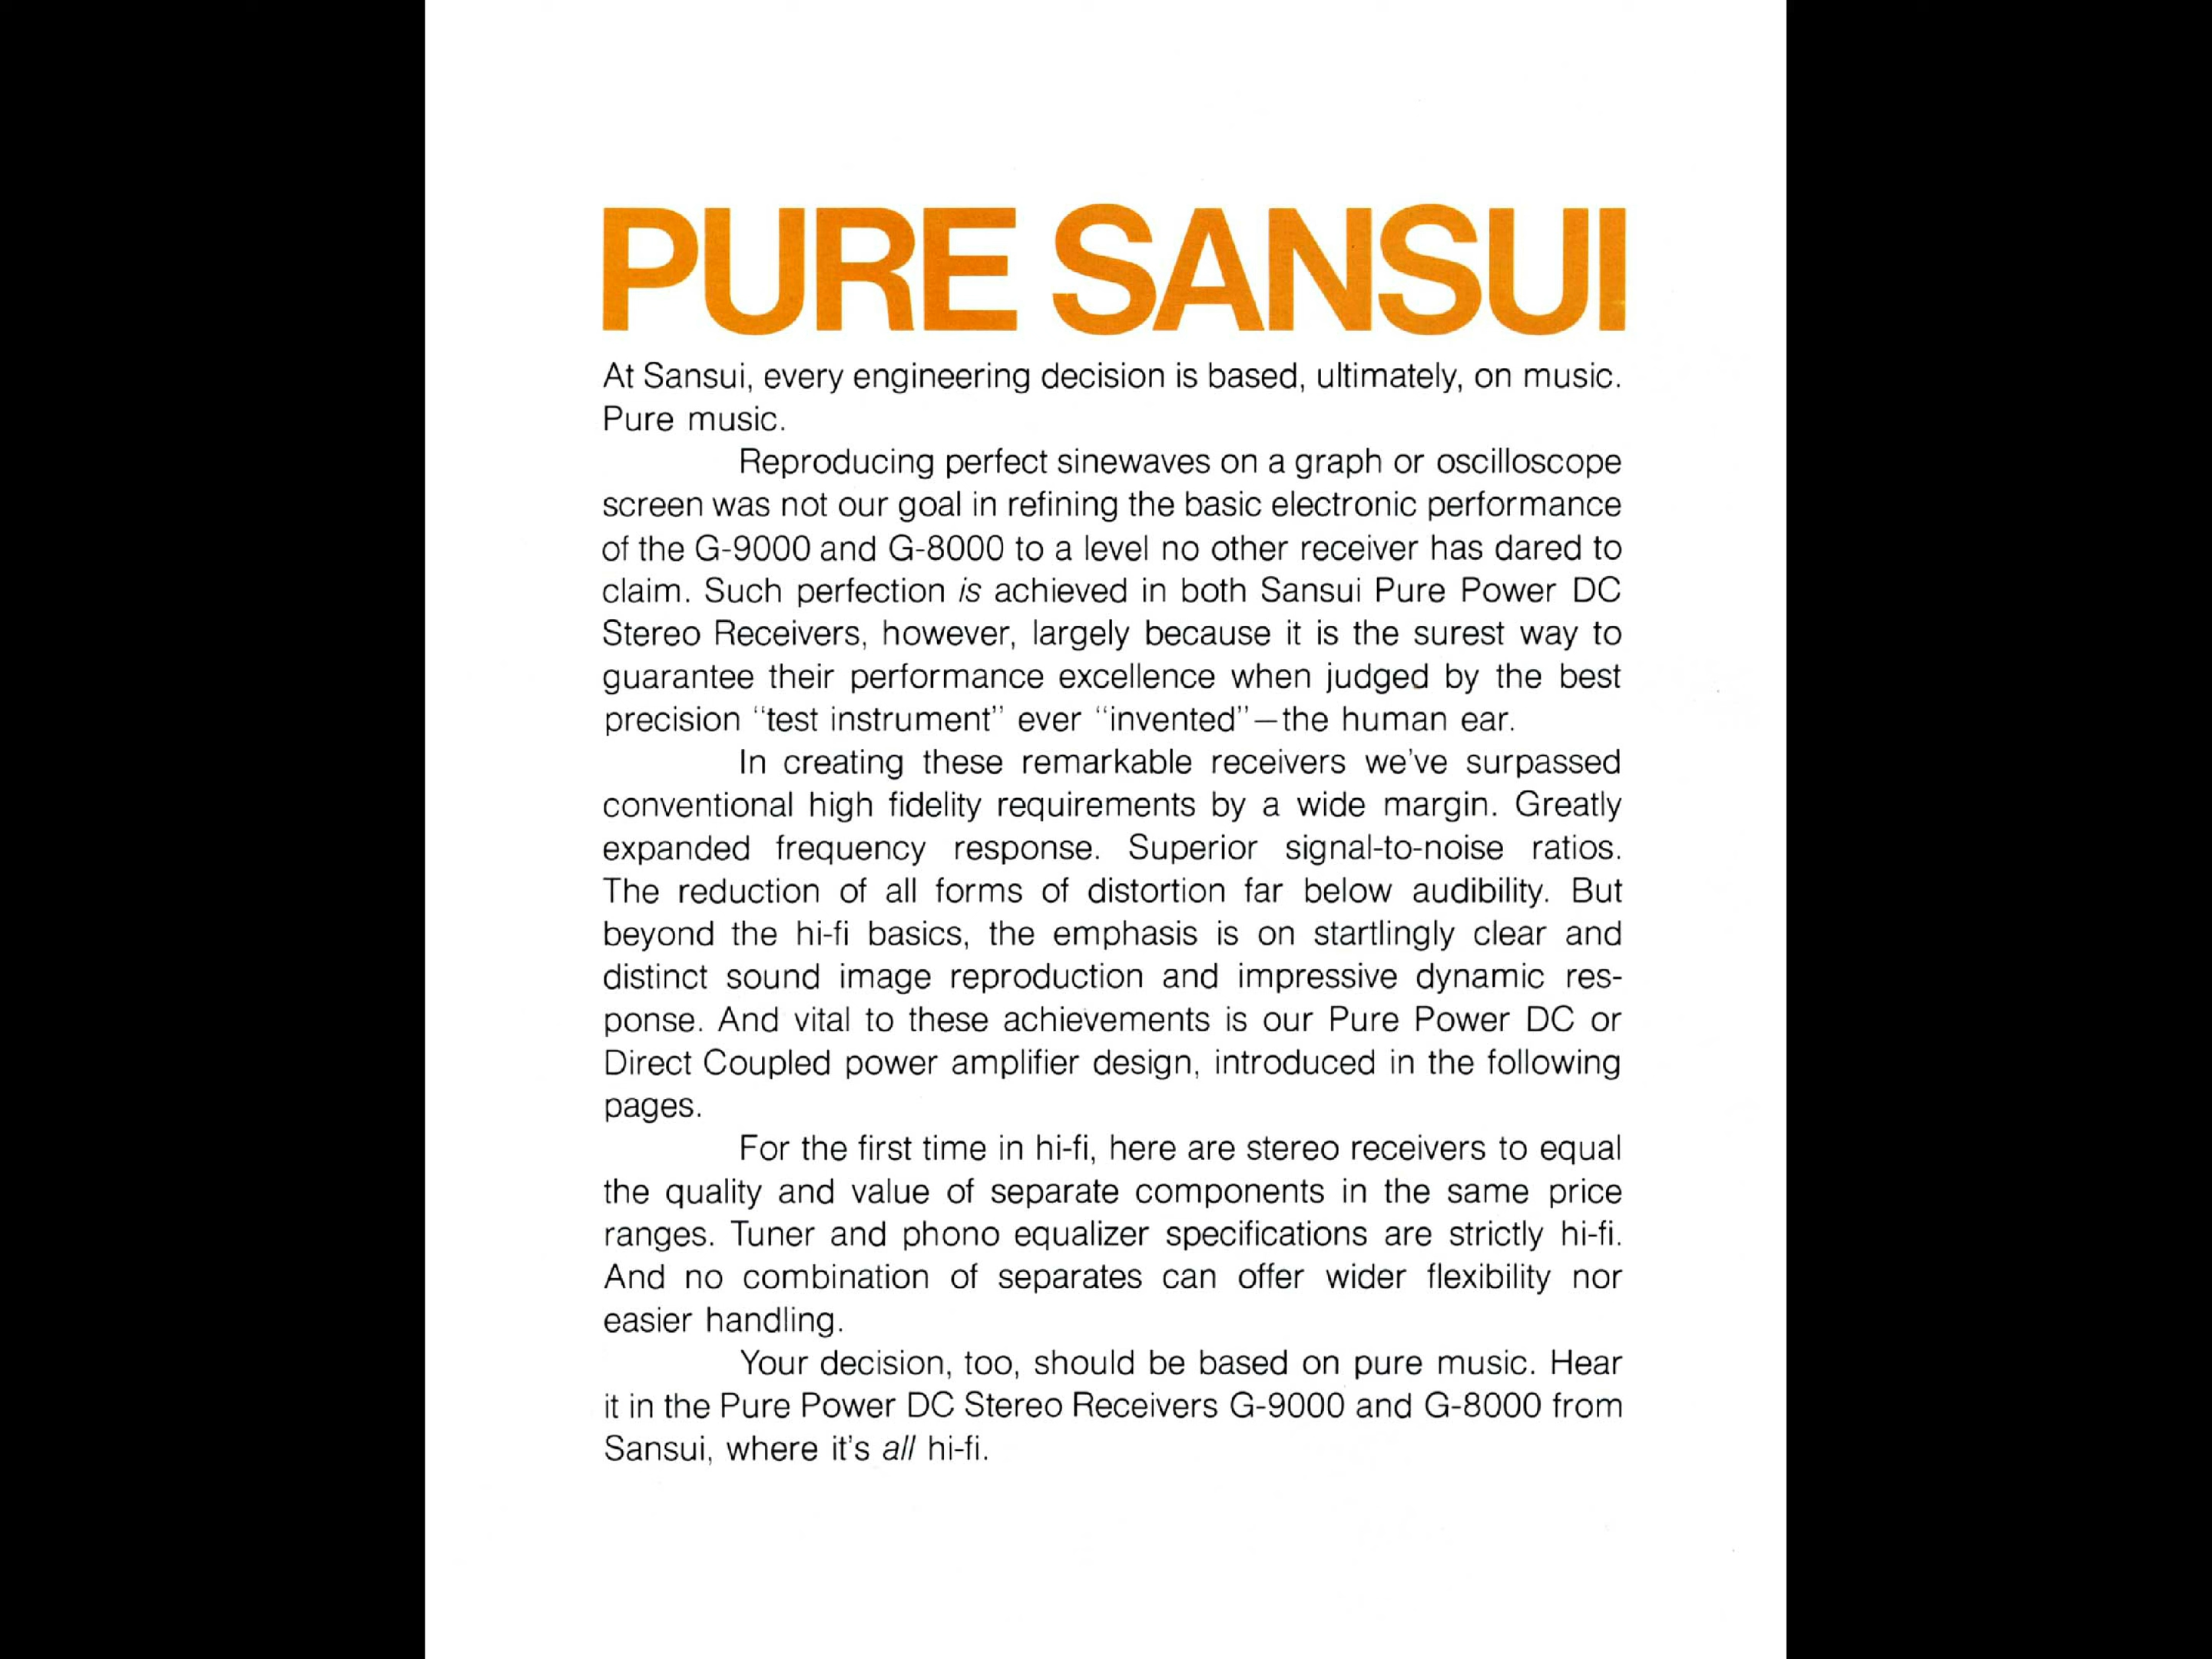 PURE SANSUI
At Sansui, every engineering decision is based, ultimately, on music.
Pure music.
Reproducing perfect sinewaves on a graph or oscilloscope
screen was not our goal in refining the basic electronic performance
of the G-9000 and G-8000 to a level no other receiver has dared to
claim. Such perfection is achieved in both Sansui Pure Power DC
Stereo Receivers, however, largely because it is the surest way to
guarantee their performance excellence when judged by the best
precision “test instrument” ever “invented”—the human ear.
In creating these remarkable receivers we've surpassed
conventional high fidelity requirements by a wide margin. Greatly
expanded frequency response. Superior signal-to-noise ratios.
The reduction of all forms of distortion far below audibility. But
beyond the hi-fi basics, the emphasis is on startlingly clear and
distinct sound image reproduction and impressive dynamic res-
ponse. And vital to these achievements is our Pure Power DC or
Direct Coupled power amplifier design, introduced in the following
pages.
For the first time in hi-fi, here are stereo receivers to equal
the quality and value of separate components in the same price
ranges. Tuner and phono equalizer specifications are strictly hi-fi.
And no combination of separates can offer wider flexibility nor
easier handling.
Your decision, too, should be based on pure music. Hear
it in the Pure Power DC Stereo Receivers G-9000 and G-8000 from
Sansui, where it's all hi-fi.